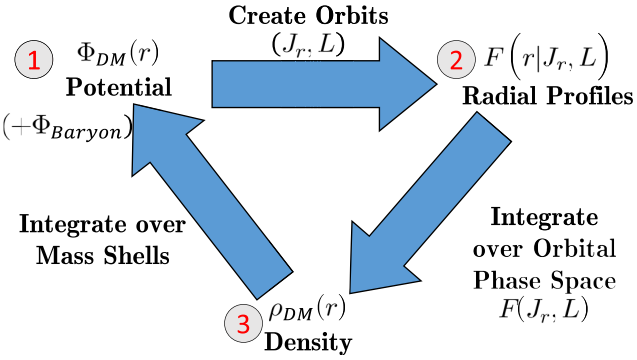 Create Orbits
(J_r, L)
1 Φ_DM(r)
Potential
(+Φ_Baryon)
2 F(r|J_r, L)
Radial Profiles
Integrate over
Mass Shells
Integrate
over Orbital
Phase Space
F(J_r, L)
3 ρ_DM(r)
Density